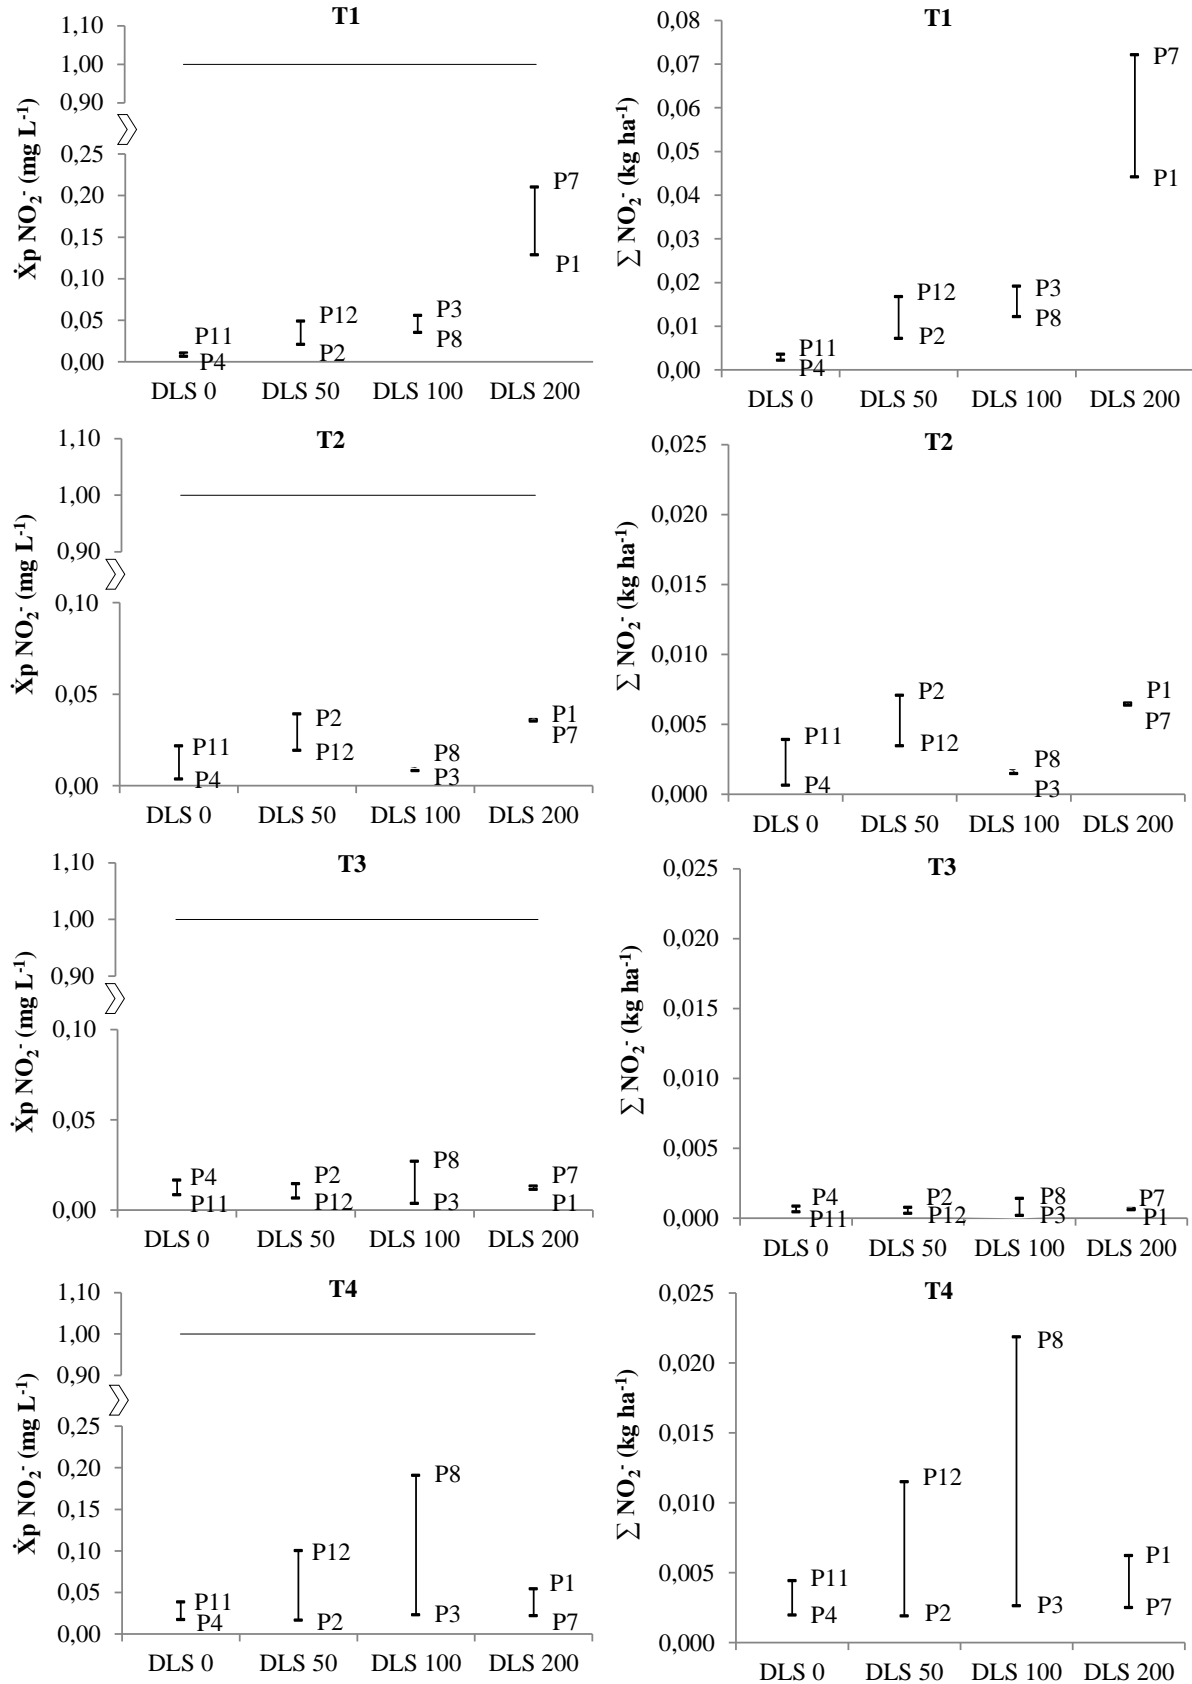 T1
1,10
1,00
0,90
0,25
0,20
0,15
0,10
0,05
0,00
Ẋp NO₂⁻ (mg L⁻¹)
P11
P4
P12
P2
P3
P8
P7
P1
DLS 0 DLS 50 DLS 100 DLS 200
T1
0,08
0,07
0,06
0,05
0,04
0,03
0,02
0,01
0,00
∑ NO₂⁻ (kg ha⁻¹)
P11
P4
P12
P2
P3
P8
P7
P1
DLS 0 DLS 50 DLS 100 DLS 200
T2
1,10
1,00
0,90
0,10
0,05
0,00
Ẋp NO₂⁻ (mg L⁻¹)
P11
P4
P2
P12
P8
P3
P1
P7
DLS 0 DLS 50 DLS 100 DLS 200
T2
0,025
0,020
0,015
0,010
0,005
0,000
∑ NO₂⁻ (kg ha⁻¹)
P11
P4
P2
P12
P8
P3
P1
P7
DLS 0 DLS 50 DLS 100 DLS 200
T3
1,10
1,00
0,90
0,10
0,05
0,00
Ẋp NO₂⁻ (mg L⁻¹)
P4
P11
P2
P12
P8
P3
P7
P1
DLS 0 DLS 50 DLS 100 DLS 200
T3
0,025
0,020
0,015
0,010
0,005
0,000
∑ NO₂⁻ (kg ha⁻¹)
P4
P11
P2
P12
P8
P3
P7
P1
DLS 0 DLS 50 DLS 100 DLS 200
T4
1,10
1,00
0,90
0,25
0,20
0,15
0,10
0,05
0,00
Ẋp NO₂⁻ (mg L⁻¹)
P11
P4
P12
P2
P8
P3
P1
P7
DLS 0 DLS 50 DLS 100 DLS 200
T4
0,025
0,020
0,015
0,010
0,005
0,000
∑ NO₂⁻ (kg ha⁻¹)
P11
P4
P12
P2
P8
P3
P1
P7
DLS 0 DLS 50 DLS 100 DLS 200